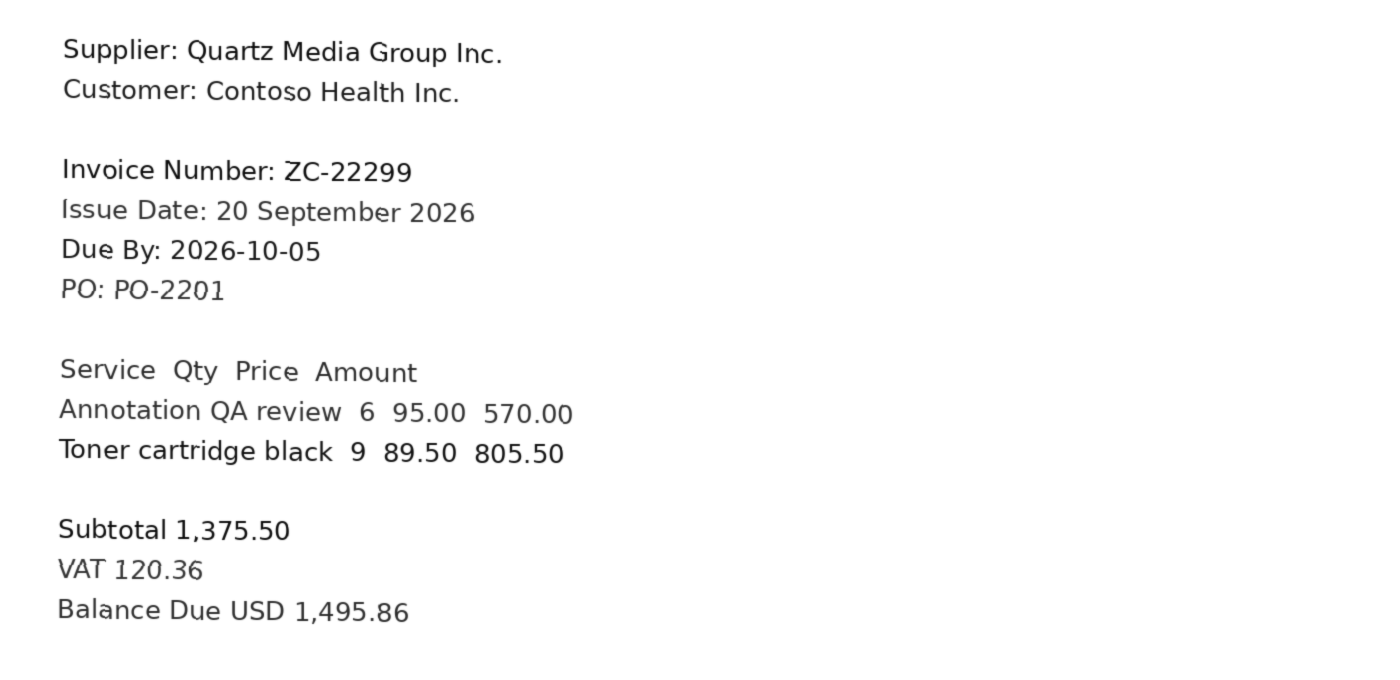 Supplier: Quartz Media Group Inc.
Customer: Contoso Health Inc.
Invoice Number: ZC-22299
Issue Date: 20 September 2026
Due By: 2026-10-05
PO: PO-2201
Service Qty Price Amount
Annotation QA review 6 95.00 570.00
Toner cartridge black 9 89.50 805.50
Subtotal 1,375.50
VAT 120.36
Balance Due USD 1,495.86